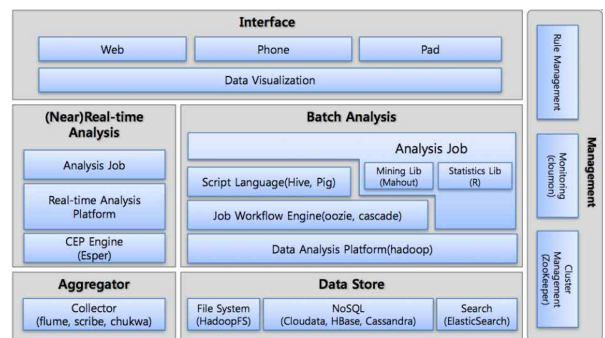 Interface
Web
Phone
Pad
Data Visualization
(Near)Real-time
Analysis
Analysis Job
Real-time Analysis
Platform
CEP Engine
(Esper)
Batch Analysis
Analysis Job
Script Language(Hive, Pig)
Mining Lib
(Mahout)
Statistics Lib
(R)
Job Workflow Engine(oozie, cascade)
Data Analysis Platform(hadoop)
Aggregator
Collector
(flume, scribe, chukwa)
Data Store
File System
(HadoopFS)
NoSQL
(Cloudata, HBase, Cassandra)
Search
(ElasticSearch)
Management
Rule Management
Monitoring
(cloumon)
Cluster
Management
(ZooKeeper)